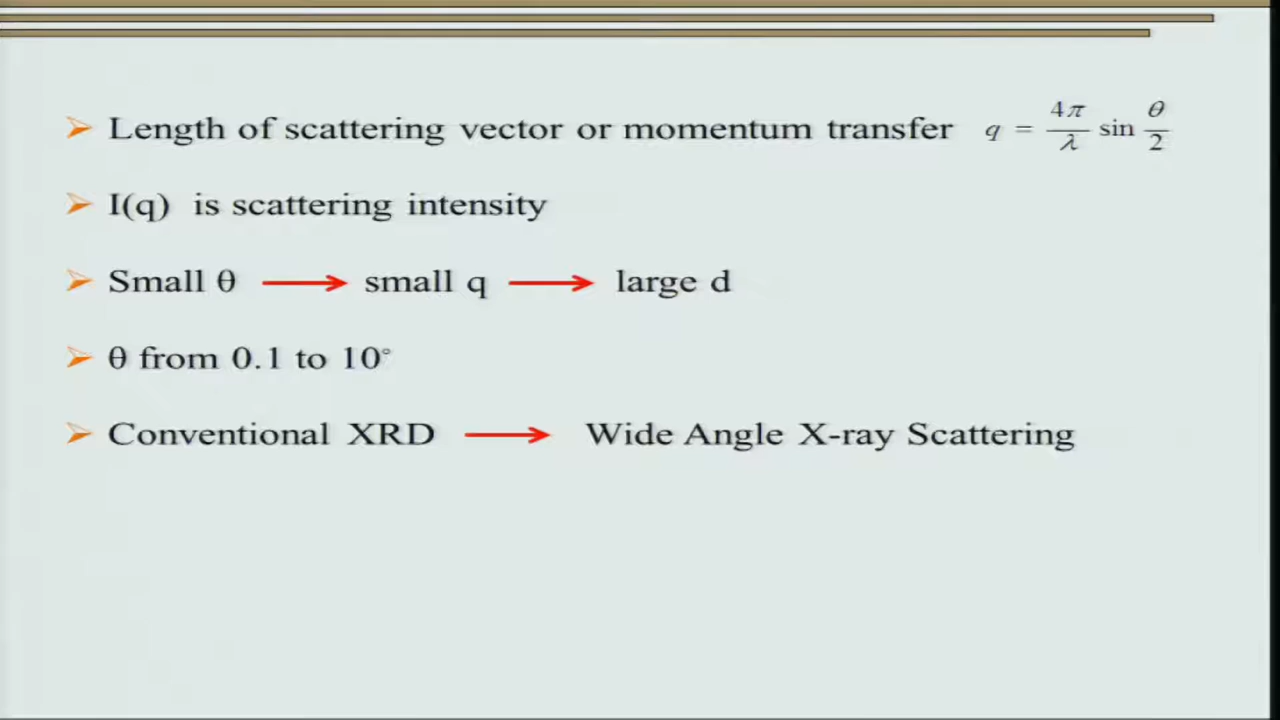 Length of scattering vector or momentum transfer q = 4π/λ sin θ/2
I(q) is scattering intensity
Small θ → small q → large d
θ from 0.1 to 10°
Conventional XRD → Wide Angle X-ray Scattering